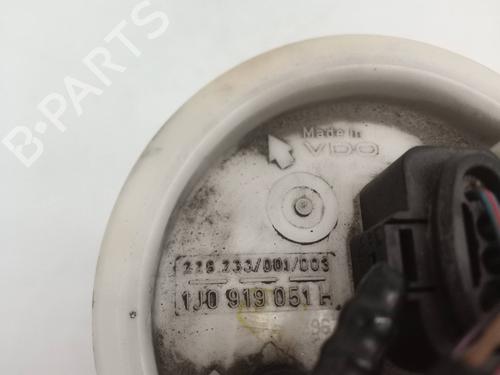 B-PARTS
Made in
VDO
228.233/001/003
1J0 919 051 H